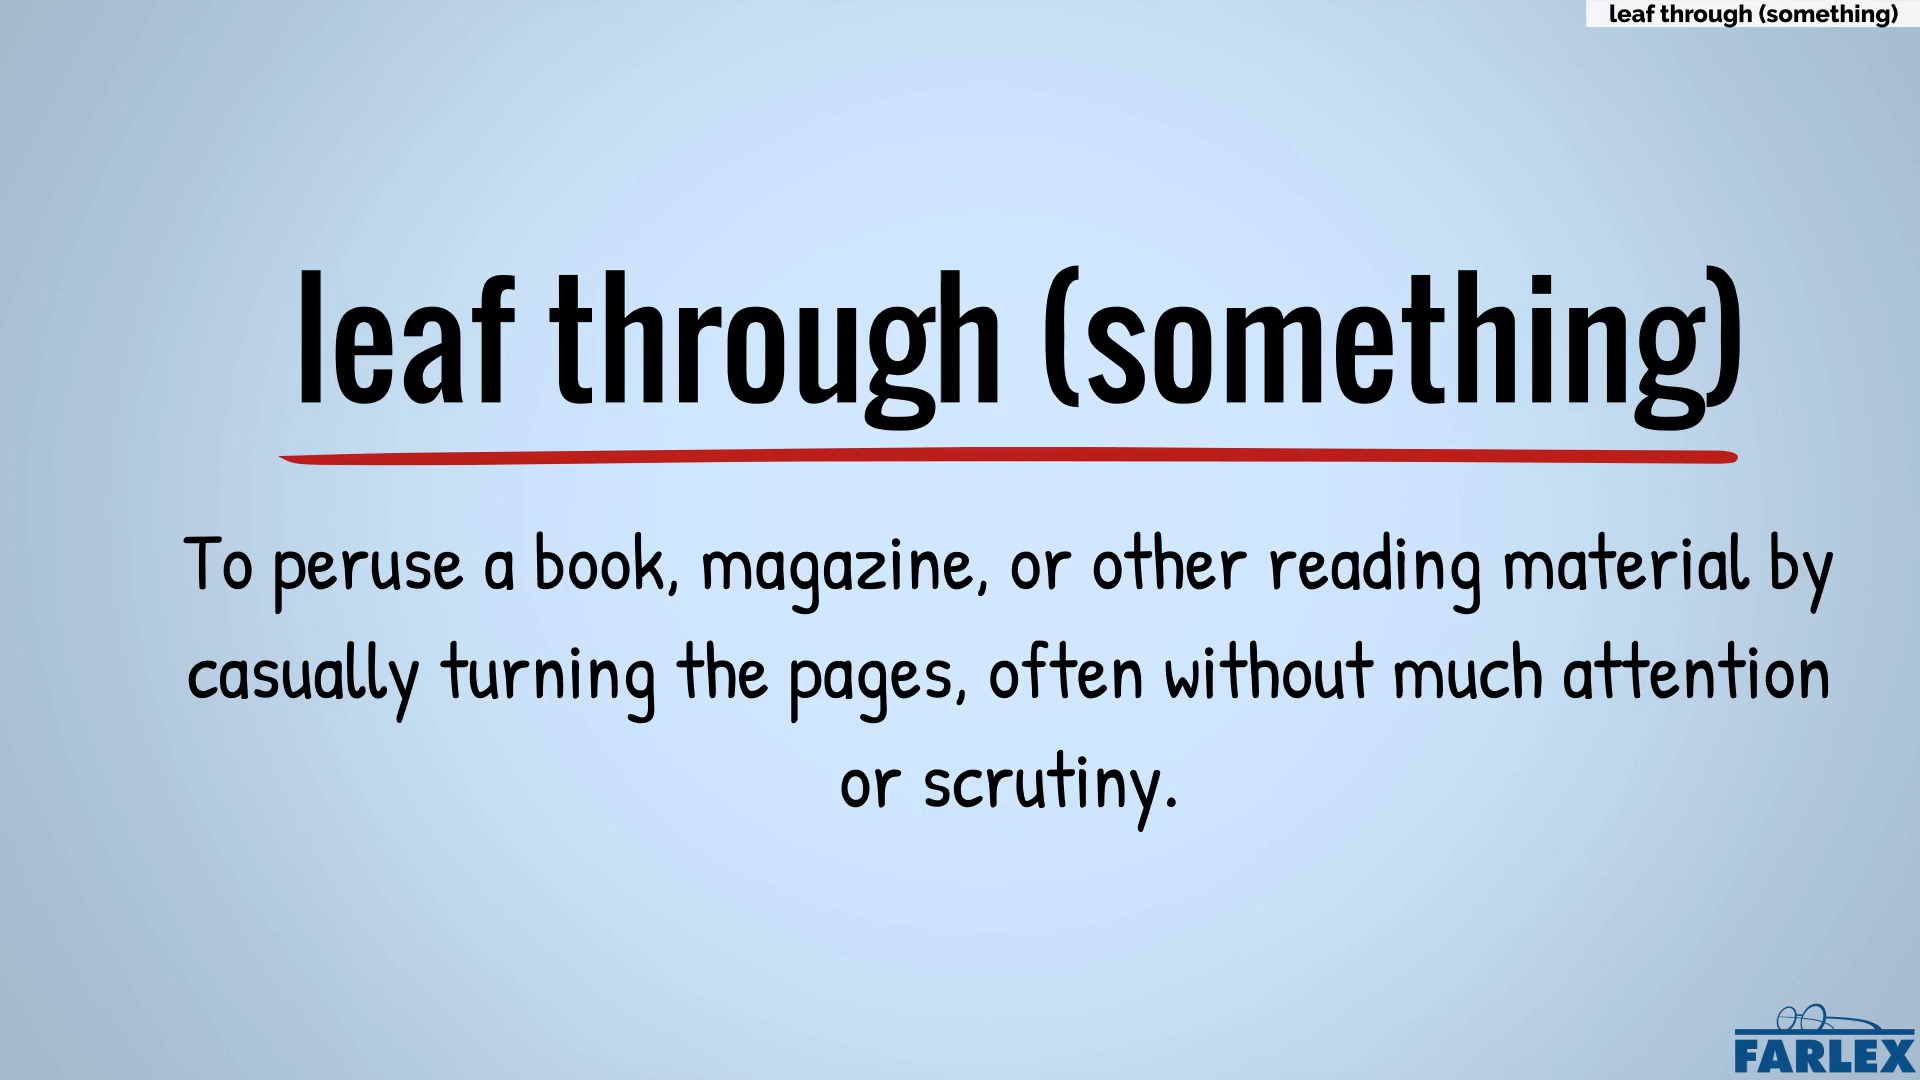 leaf through (something)
leaf through (something)
To peruse a book, magazine, or other reading material by
casually turning the pages, often without much attention
or scrutiny.
FARLEX